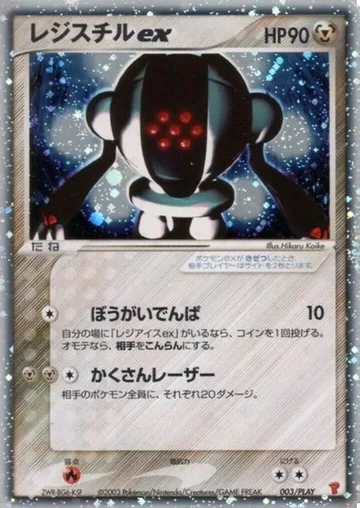 レジスチルex HP90
たね
Illus.Hikaru Koike
ポケモンexがきぜつしたとき、
相手プレイヤーはサイドを2枚とります。
ぼうがいでんぱ 10
自分の場に「レジアイスex」がいるなら、コインを1回投げる。
オモテなら、相手をこんらんにする。
かくさんレーザー
相手のポケモン全員に、それぞれ20ダメージ。
弱点 抵抗力 にげる
ZWR-BG6-K5F ©2003 Pokémon/Nintendo/Creatures/GAME FREAK 003/PLAY